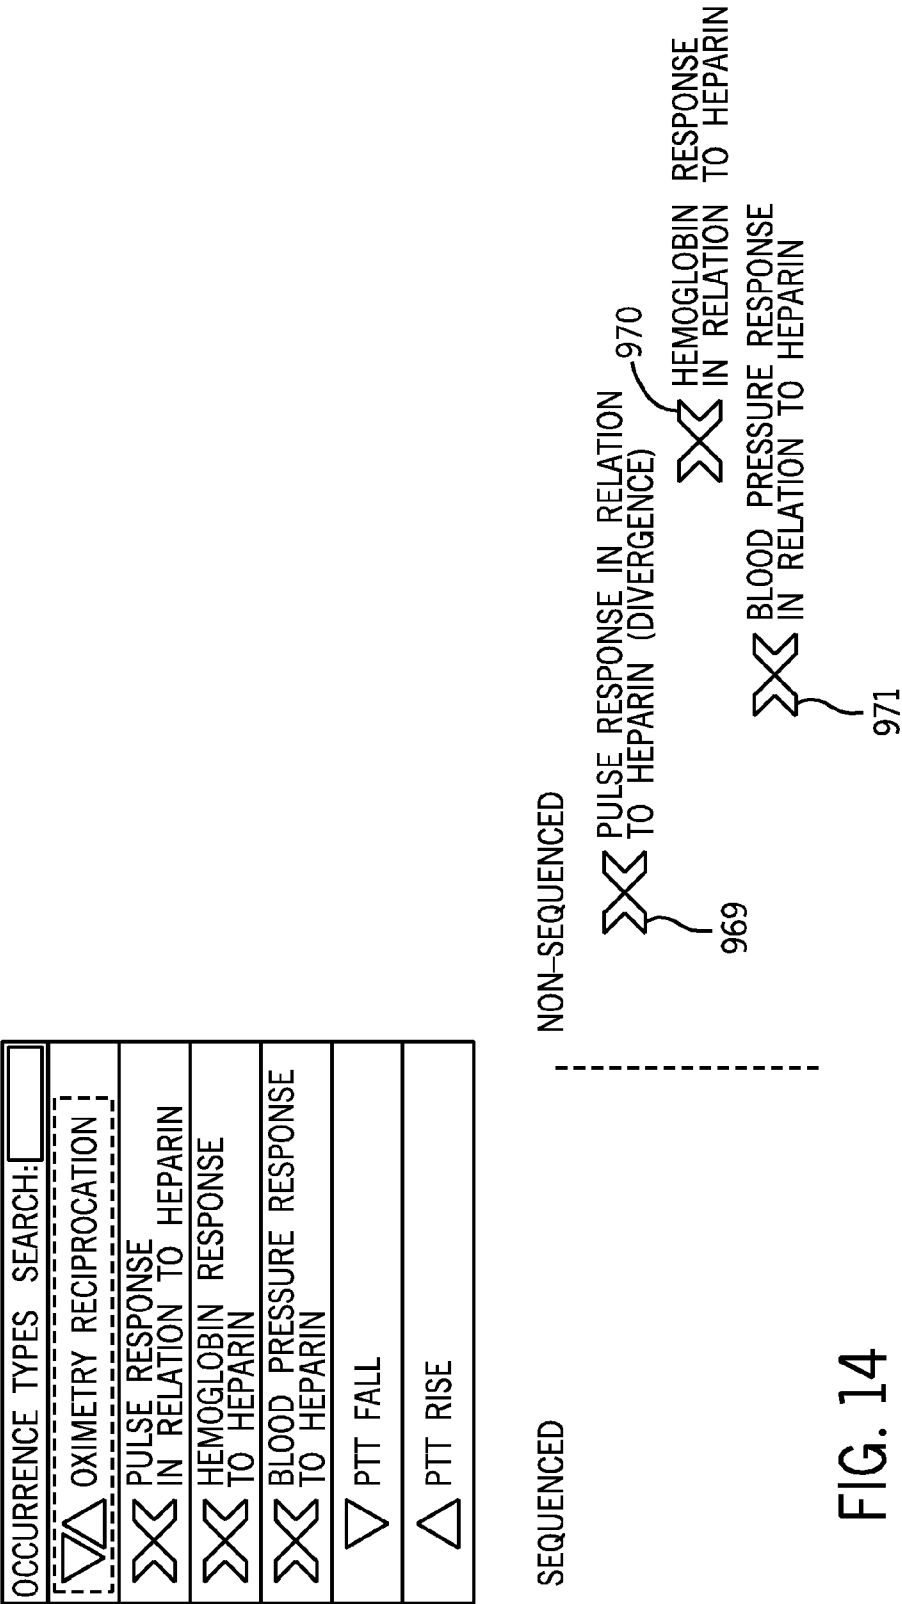 OCCURRENCE TYPES SEARCH:
OXIMETRY RECIPROCATION
PULSE RESPONSE
IN RELATION TO HEPARIN
HEMOGLOBIN RESPONSE
TO HEPARIN
BLOOD PRESSURE RESPONSE
TO HEPARIN
PTT FALL
PTT RISE
SEQUENCED
NON-SEQUENCED
PULSE RESPONSE IN RELATION
TO HEPARIN (DIVERGENCE)
969
970
HEMOGLOBIN RESPONSE
IN RELATION TO HEPARIN
BLOOD PRESSURE RESPONSE
IN RELATION TO HEPARIN
971
FIG. 14